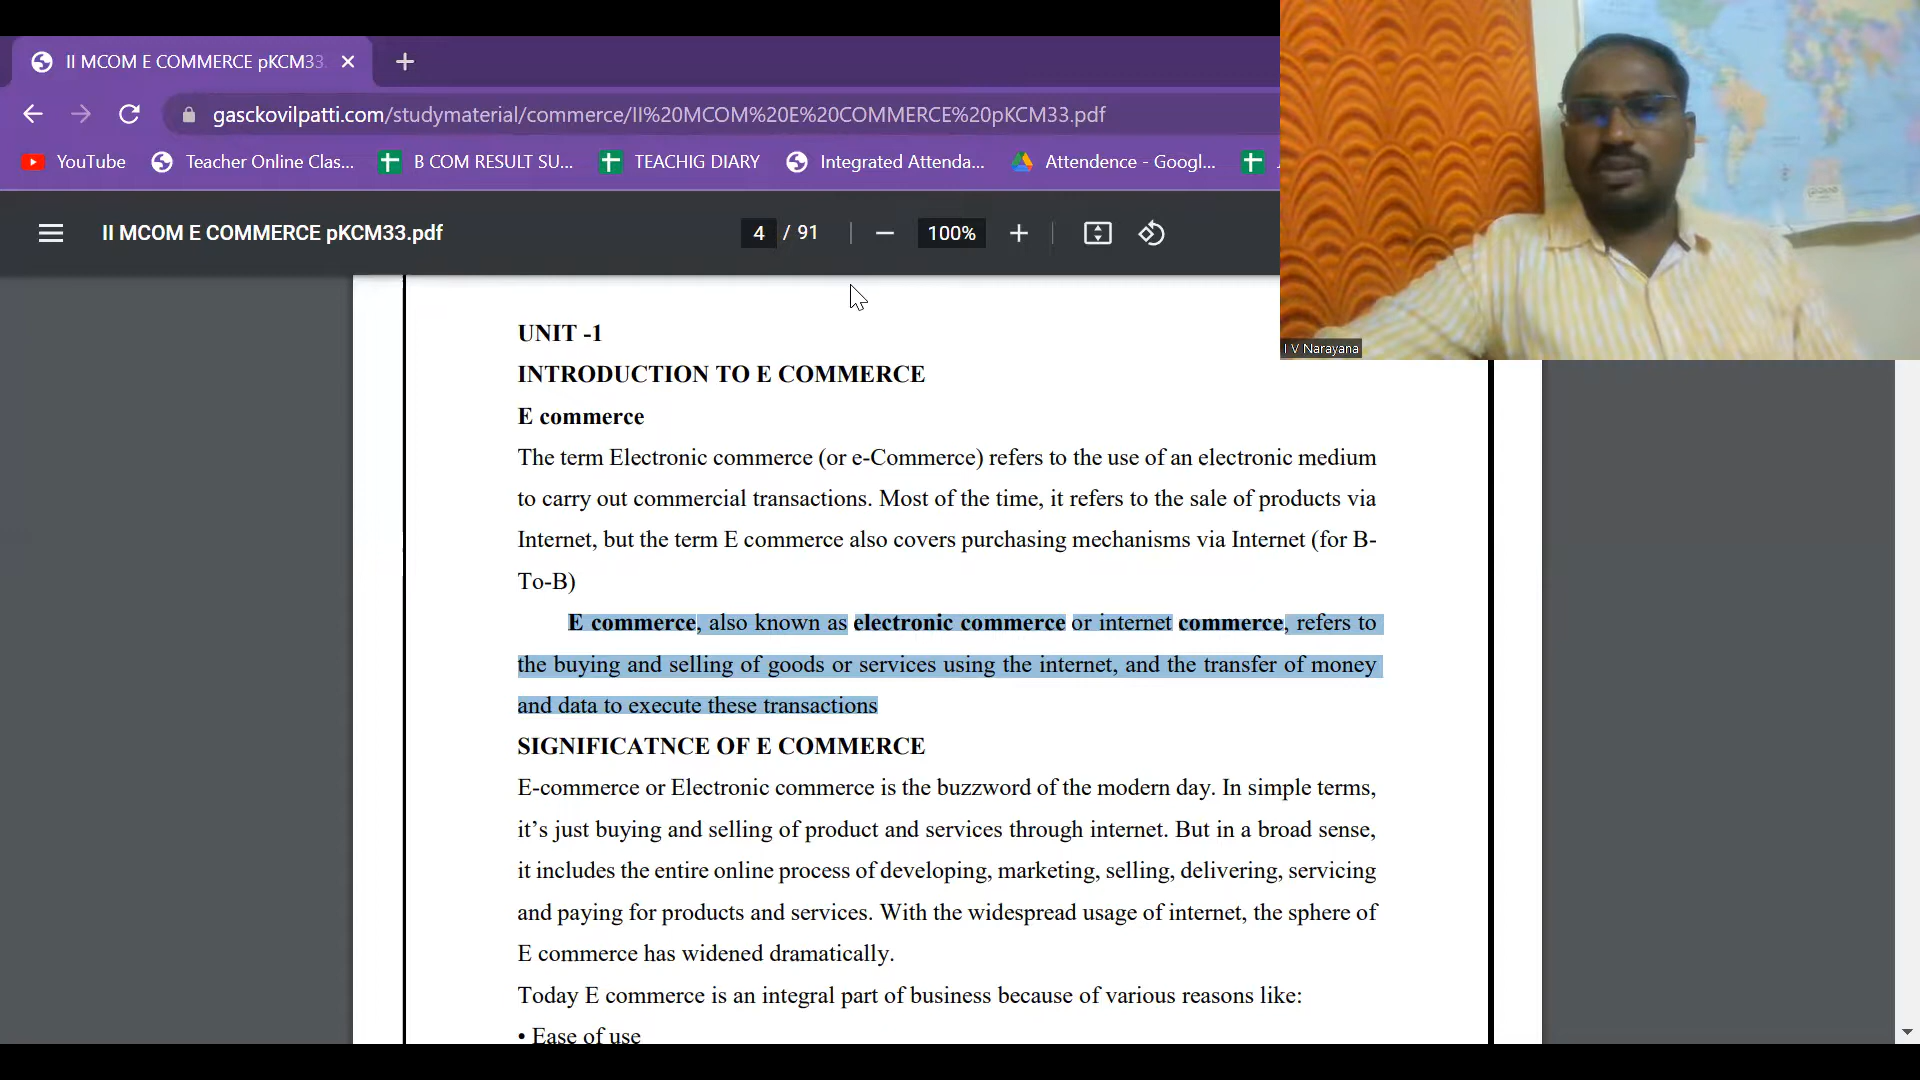 II MCOM E COMMERCE pKCM33.
gasckovilpatti.com/studymaterial/commerce/II%20MCOM%20E%20COMMERCE%20pKCM33.pdf
YouTube Teacher Online Clas... B COM RESULT SU... TEACHIG DIARY Integrated Attenda... Attendence - Googl...
II MCOM E COMMERCE pKCM33.pdf 4 / 91 100%
I V Narayana
UNIT -1
INTRODUCTION TO E COMMERCE
E commerce
The term Electronic commerce (or e-Commerce) refers to the use of an electronic medium
to carry out commercial transactions. Most of the time, it refers to the sale of products via
Internet, but the term E commerce also covers purchasing mechanisms via Internet (for B-
To-B)
E commerce, also known as electronic commerce or internet commerce, refers to
the buying and selling of goods or services using the internet, and the transfer of money
and data to execute these transactions
SIGNIFICATNCE OF E COMMERCE
E-commerce or Electronic commerce is the buzzword of the modern day. In simple terms,
it’s just buying and selling of product and services through internet. But in a broad sense,
it includes the entire online process of developing, marketing, selling, delivering, servicing
and paying for products and services. With the widespread usage of internet, the sphere of
E commerce has widened dramatically.
Today E commerce is an integral part of business because of various reasons like:
• Ease of use